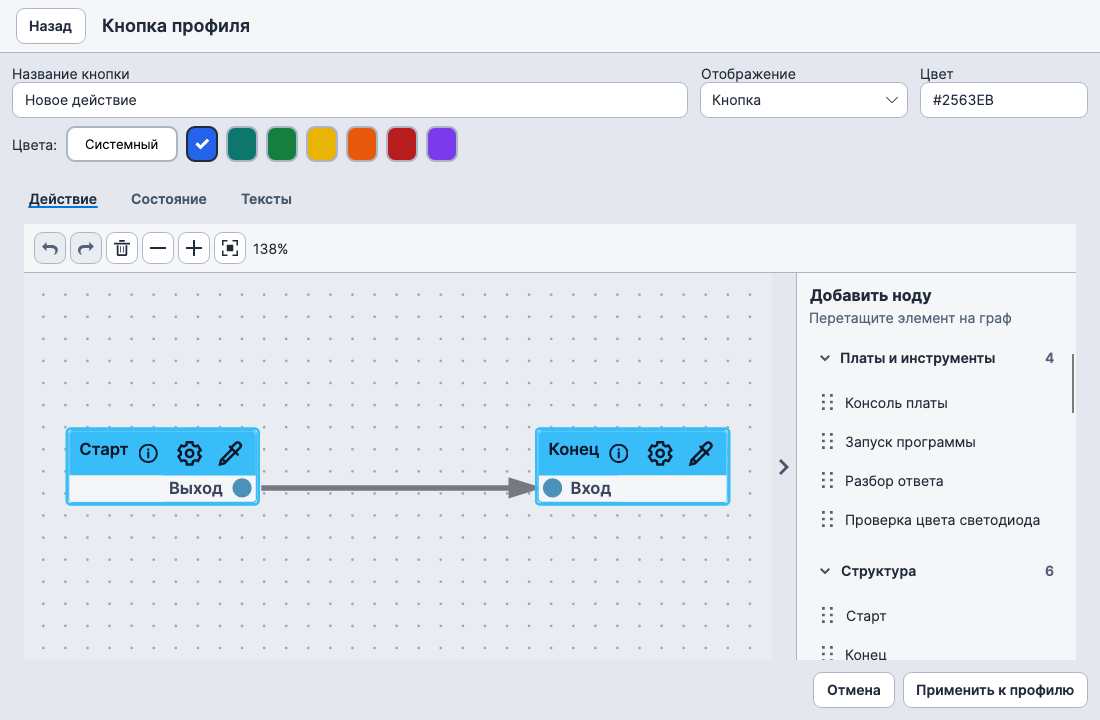 Назад
Кнопка профиля
Название кнопки
Отображение
Цвет
Новое действие
Кнопка
#2563EB
Цвета:
Системный
Действие
Состояние
Тексты
138%
Добавить ноду
Перетащите элемент на граф
Платы и инструменты 4
Консоль платы
Запуск программы
Разбор ответа
Проверка цвета светодиода
Структура 6
Старт
Конец
Старт
Выход
Конец
Вход
Отмена
Применить к профилю